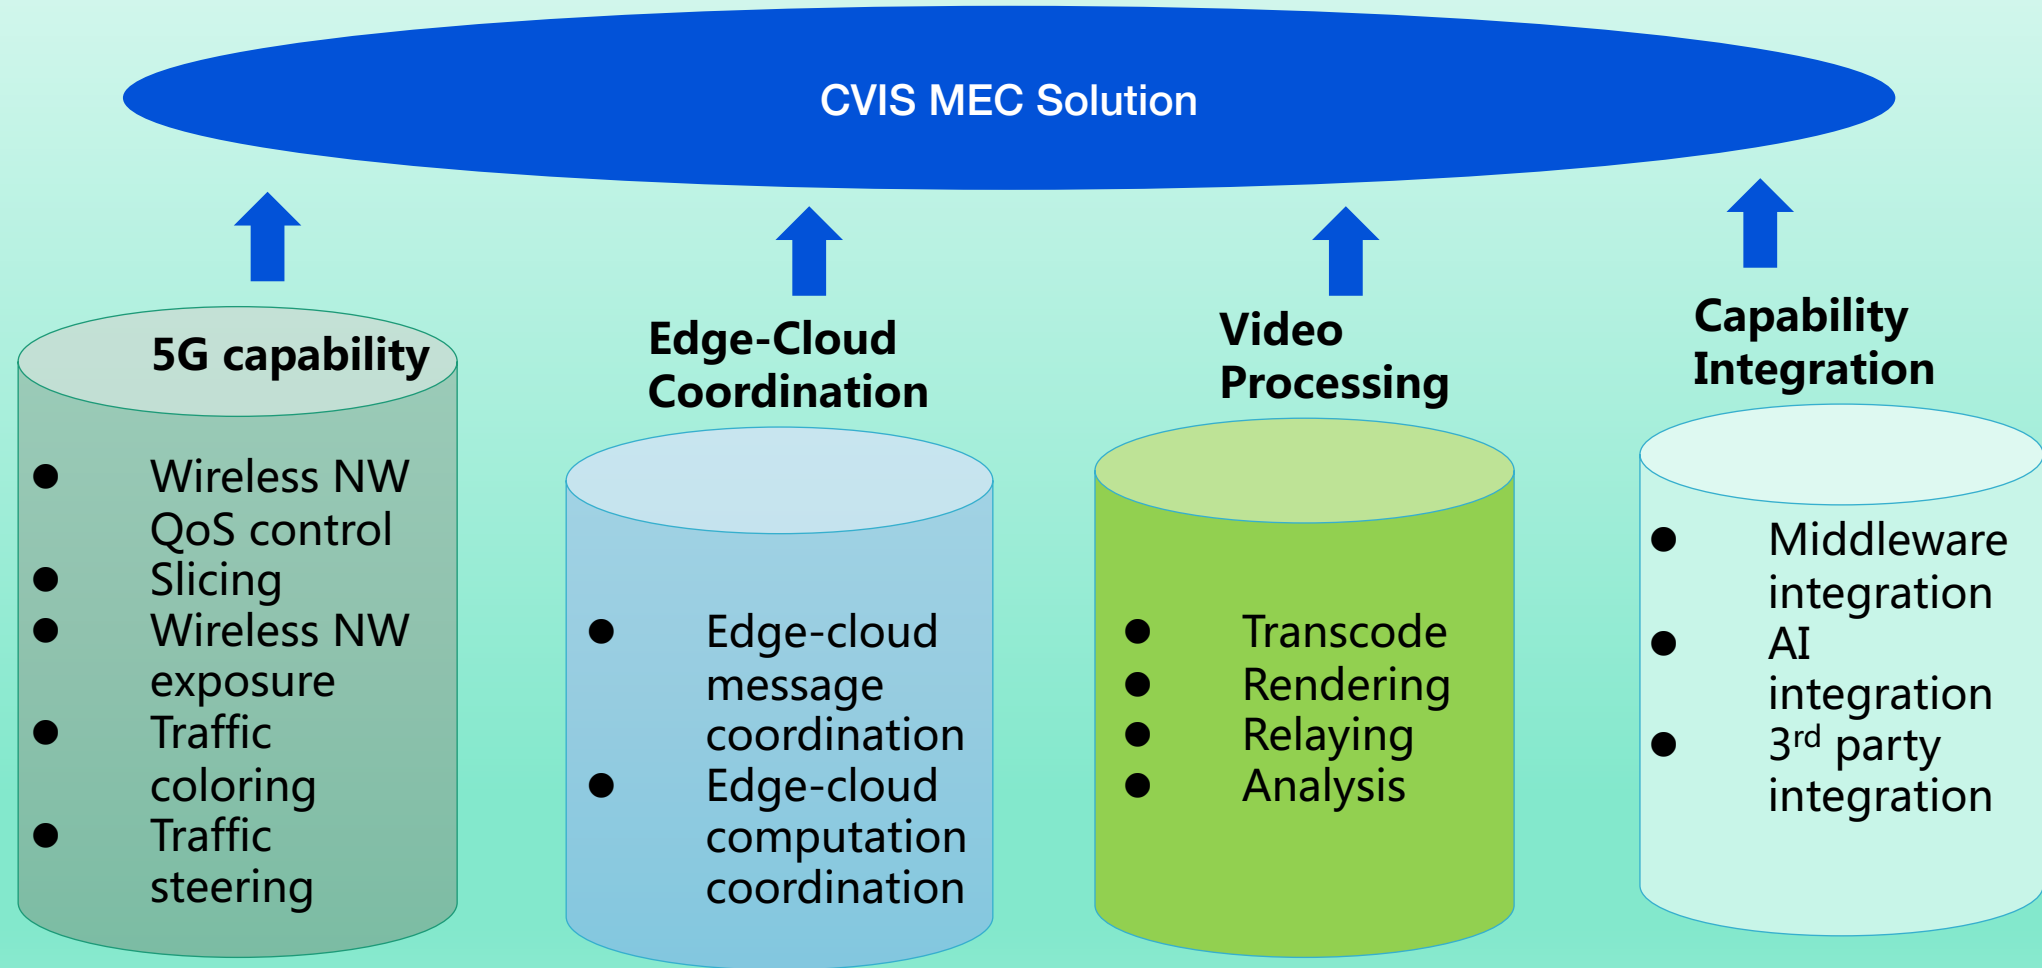 CVIS MEC Solution
5G capability
● Wireless NW
QoS control
● Slicing
● Wireless NW
exposure
● Traffic
coloring
● Traffic
steering
Edge-Cloud
Coordination
● Edge-cloud
message
coordination
● Edge-cloud
computation
coordination
Video
Processing
● Transcode
● Rendering
● Relaying
● Analysis
Capability
Integration
● Middleware
integration
● AI
integration
● 3rd party
integration